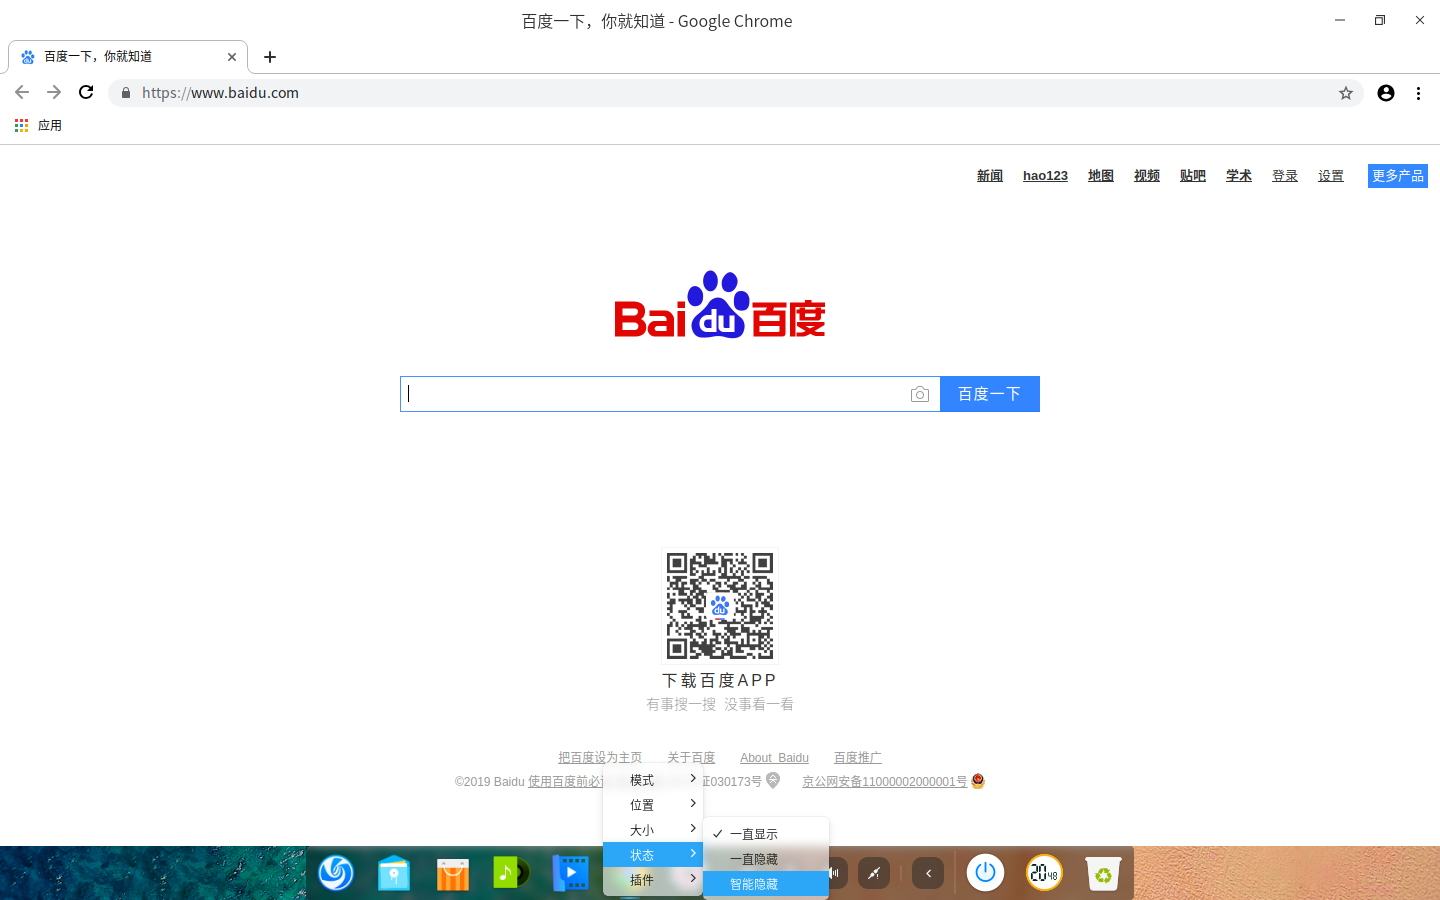 百度一下，你就知道 - Google Chrome
百度一下，你就知道
https://www.baidu.com
应用
新闻 hao123 地图 视频 贴吧 学术 登录 设置 更多产品
Bai du 百度
百度一下
du
下载百度APP
有事搜一搜 没事看一看
把百度设为主页 关于百度 About Baidu 百度推广
©2019 Baidu 使用百度前必 证030173号 京公网安备11000002000001号
模式
位置
大小
状态
插件
一直显示
一直隐藏
智能隐藏
20 48